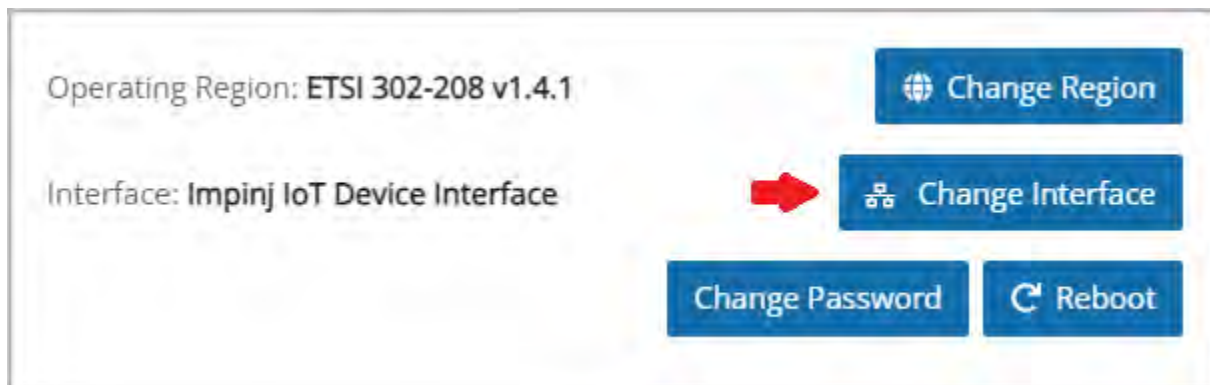 Operating Region: ETSI 302-208 v1.4.1
Change Region
Interface: Impinj IoT Device Interface
Change Interface
Change Password
Reboot